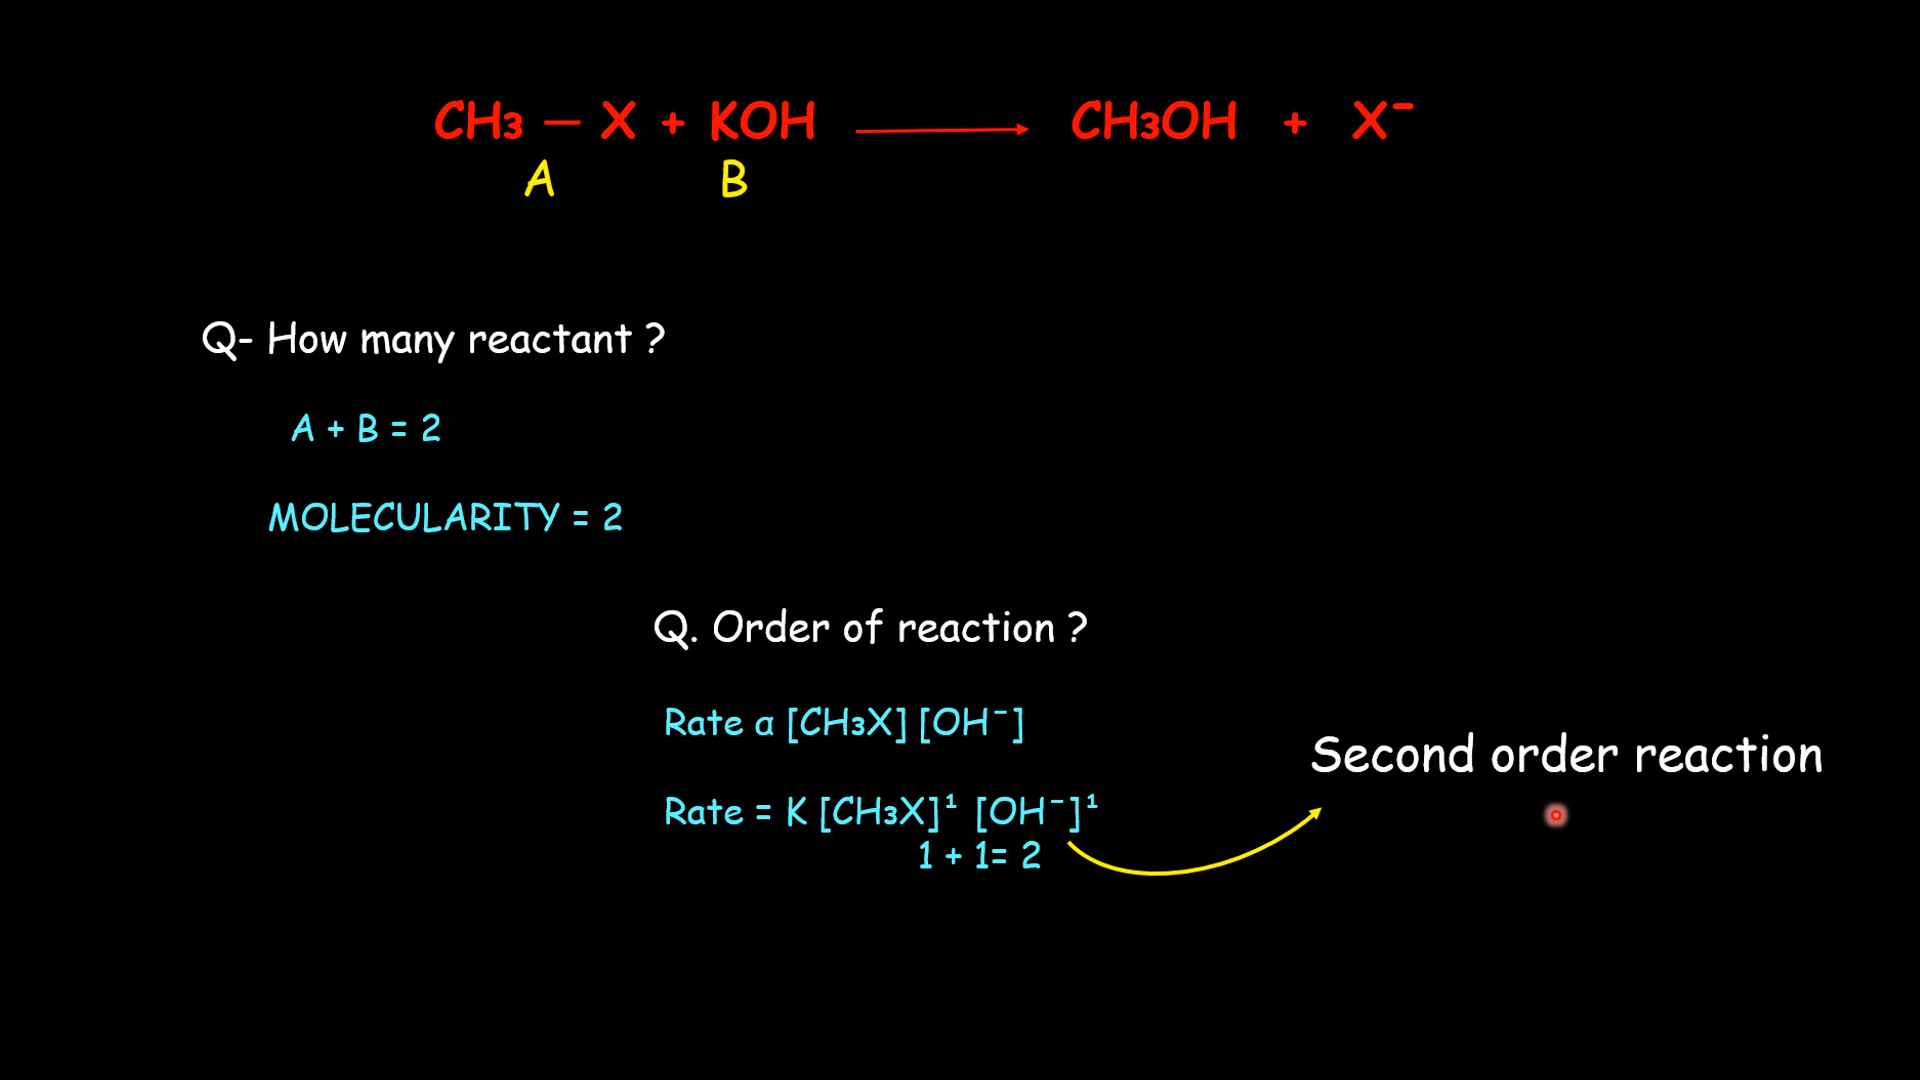 CH₃ — X + KOH ⟶ CH₃OH + X⁻
A B
Q- How many reactant ?
A + B = 2
MOLECULARITY = 2
Q. Order of reaction ?
Rate α [CH₃X] [OH⁻]
Second order reaction
Rate = K [CH₃X]¹ [OH⁻]¹
1 + 1= 2